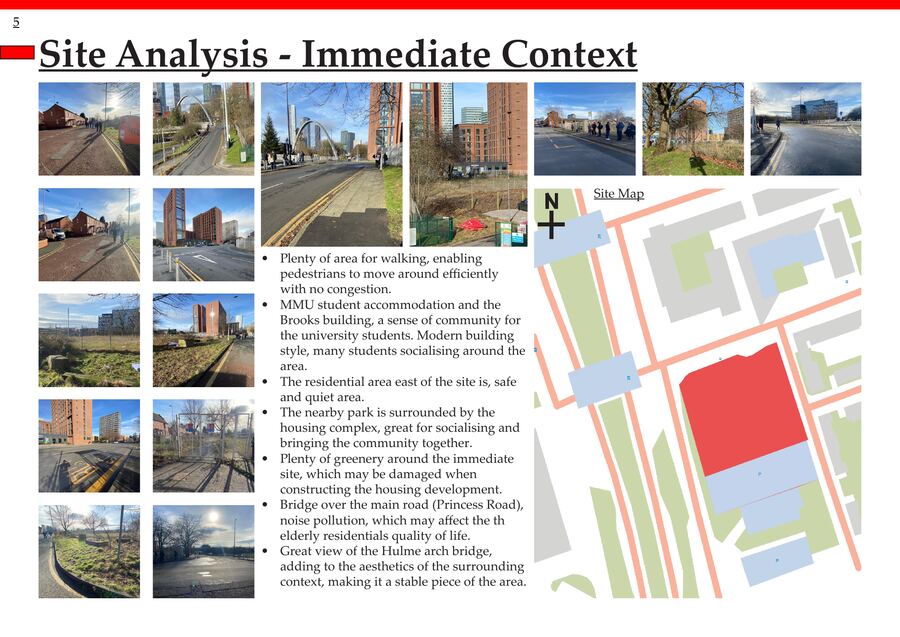 5
Site Analysis - Immediate Context
Site Map
N
• Plenty of area for walking, enabling
pedestrians to move around efficiently
with no congestion.
• MMU student accommodation and the
Brooks building, a sense of community for
the university students. Modern building
style, many students socialising around the
area.
• The residential area east of the site is, safe
and quiet area.
• The nearby park is surrounded by the
housing complex, great for socialising and
bringing the community together.
• Plenty of greenery around the immediate
site, which may be damaged when
constructing the housing development.
• Bridge over the main road (Princess Road),
noise pollution, which may affect the th
elderly residentials quality of life.
• Great view of the Hulme arch bridge,
adding to the aesthetics of the surrounding
context, making it a stable piece of the area.